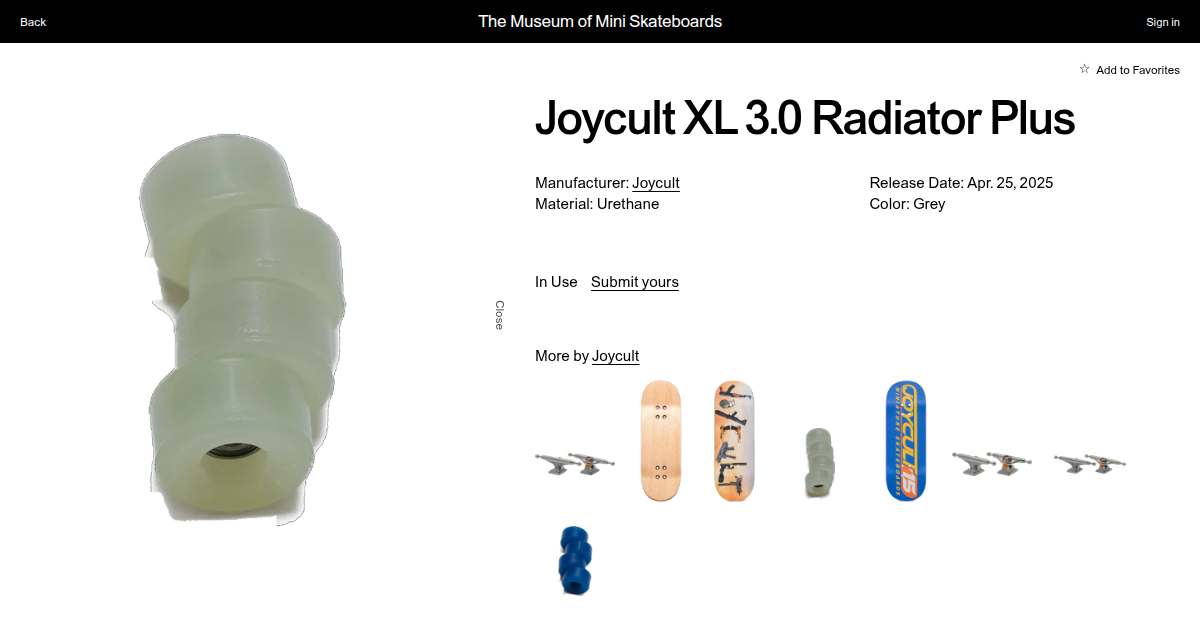 Back
The Museum of Mini Skateboards
Sign in
☆ Add to Favorites
Joycult XL 3.0 Radiator Plus
Manufacturer: Joycult
Release Date: Apr. 25, 2025
Material: Urethane
Color: Grey
In Use Submit yours
Close
More by Joycult
JOYCULT